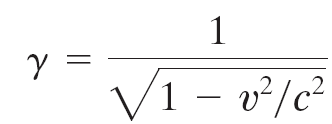 γ = 1 / √(1 − v²/c²)